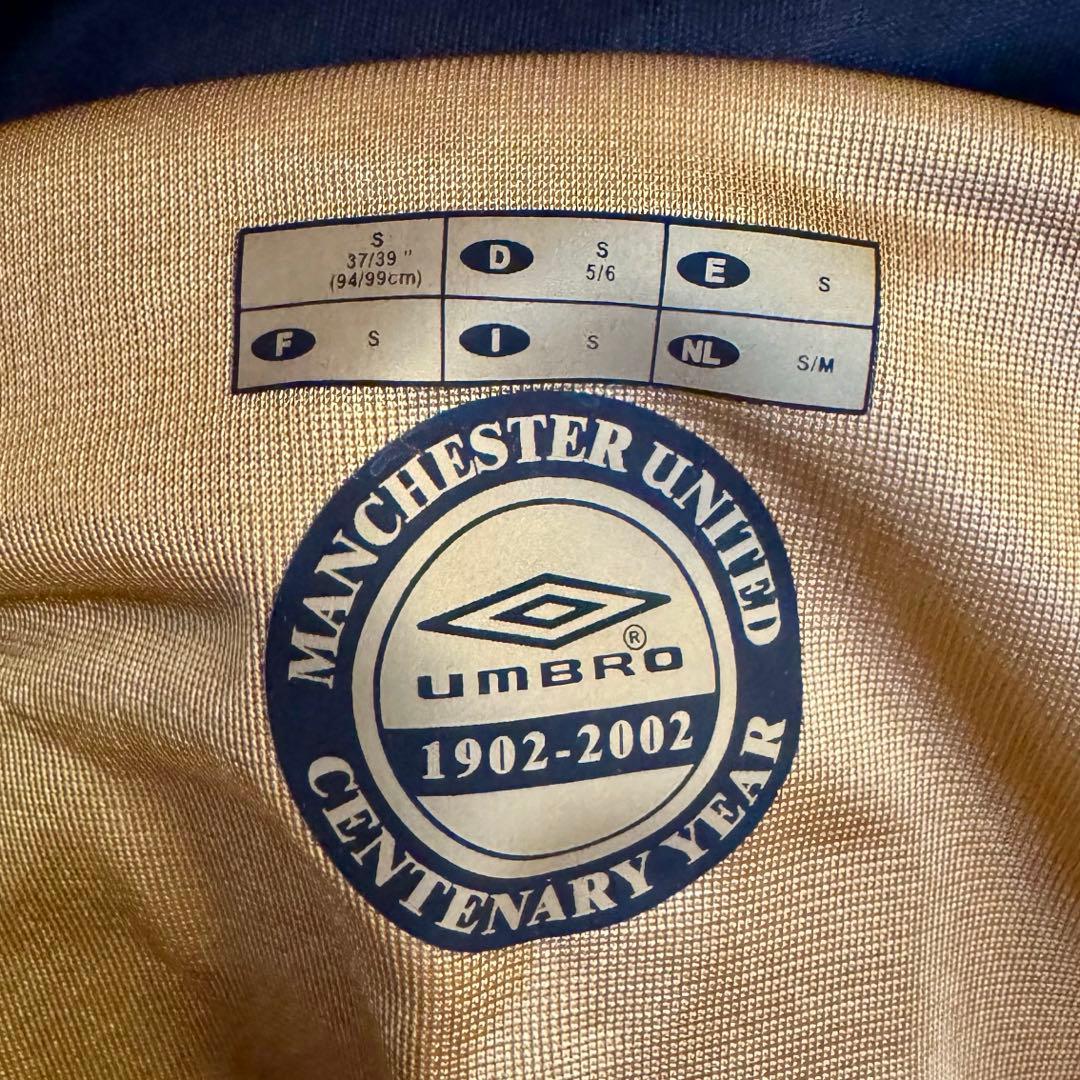 S
37/39 "
(94/99cm)
D S
5/6
E S
F S
I S
NL S/M
MANCHESTER UNITED
UMBRO ®
1902-2002
CENTENARY YEAR